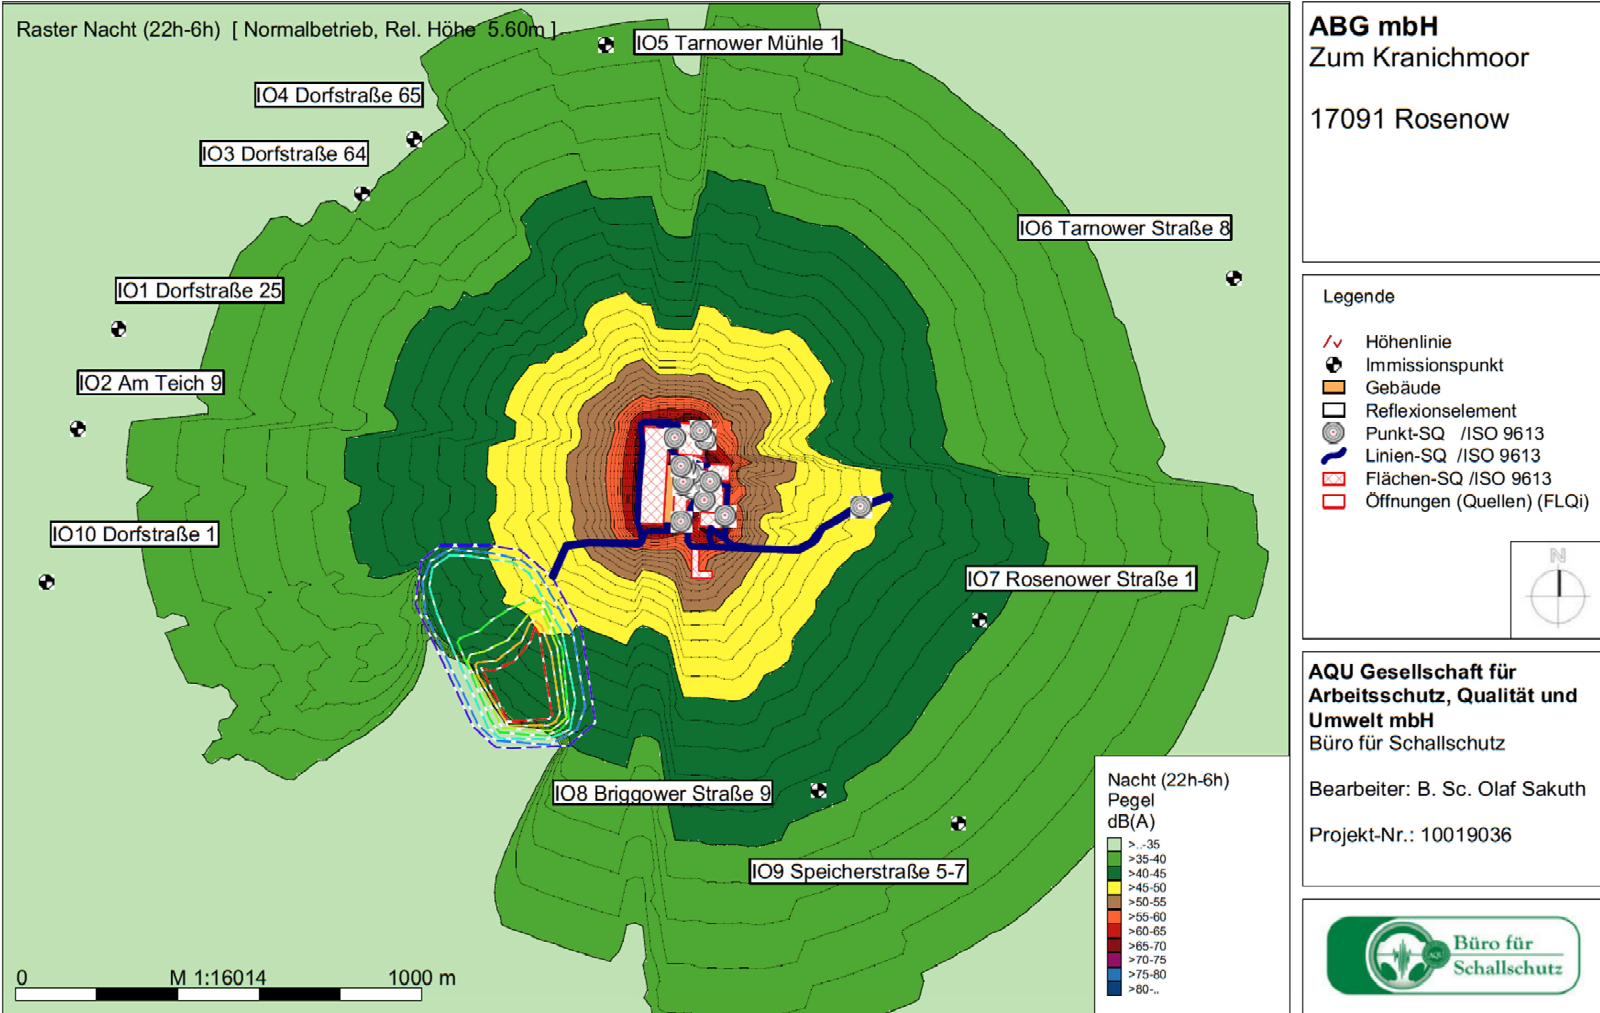 Raster Nacht (22h-6h) [ Normalbetrieb, Rel. Höhe 5.60m ]
IO5 Tarnower Mühle 1
IO4 Dorfstraße 65
IO3 Dorfstraße 64
IO6 Tarnower Straße 8
IO1 Dorfstraße 25
IO2 Am Teich 9
IO10 Dorfstraße 1
IO7 Rosenower Straße 1
IO8 Briggower Straße 9
IO9 Speicherstraße 5-7
0 M 1:16014 1000 m
Nacht (22h-6h)
Pegel
dB(A)
>..-35
>35-40
>40-45
>45-50
>50-55
>55-60
>60-65
>65-70
>70-75
>75-80
>80-..
ABG mbH
Zum Kranichmoor
17091 Rosenow
Legende
Höhenlinie
Immissionspunkt
Gebäude
Reflexionselement
Punkt-SQ /ISO 9613
Linien-SQ /ISO 9613
Flächen-SQ /ISO 9613
Öffnungen (Quellen) (FLQi)
N
AQU Gesellschaft für
Arbeitsschutz, Qualität und
Umwelt mbH
Büro für Schallschutz
Bearbeiter: B. Sc. Olaf Sakuth
Projekt-Nr.: 10019036
AQU
Büro für
Schallschutz